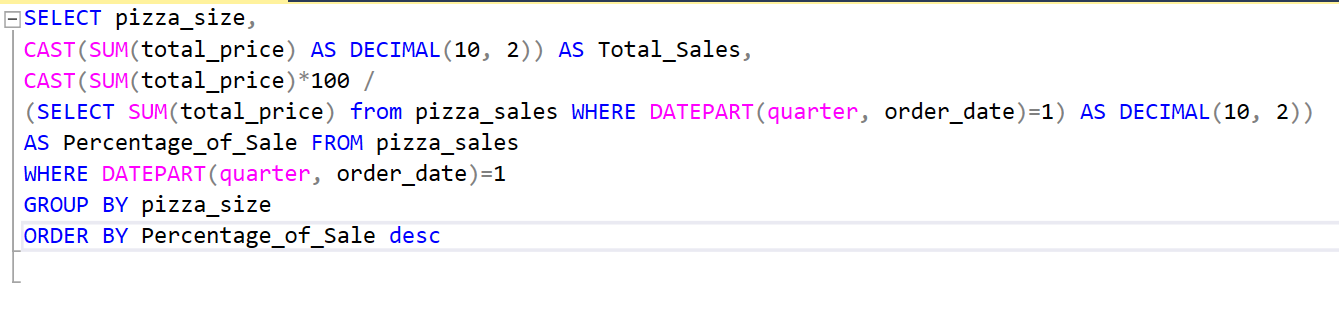 SELECT pizza_size,
CAST(SUM(total_price) AS DECIMAL(10, 2)) AS Total_Sales,
CAST(SUM(total_price)*100 /
(SELECT SUM(total_price) from pizza_sales WHERE DATEPART(quarter, order_date)=1) AS DECIMAL(10, 2))
AS Percentage_of_Sale FROM pizza_sales
WHERE DATEPART(quarter, order_date)=1
GROUP BY pizza_size
ORDER BY Percentage_of_Sale desc